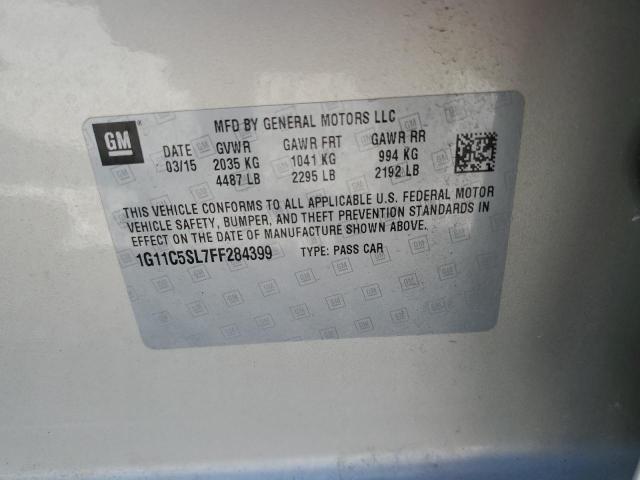 GM
MFD BY GENERAL MOTORS LLC
DATE GVWR GAWR FRT GAWR RR
03/15 2035 KG 1041 KG 994 KG
4487 LB 2295 LB 2192 LB
THIS VEHICLE CONFORMS TO ALL APPLICABLE U.S. FEDERAL MOTOR
VEHICLE SAFETY, BUMPER, AND THEFT PREVENTION STANDARDS IN
EFFECT ON THE DATE OF MANUFACTURE SHOWN ABOVE.
1G11C5SL7FF284399 TYPE: PASS CAR